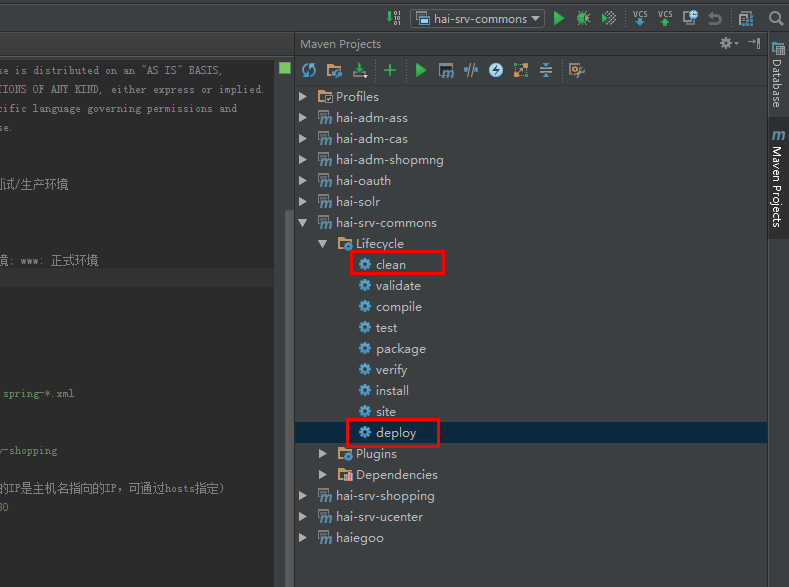 hai-srv-commons
VCS
VCS
Maven Projects
se is distributed on an "AS IS" BASIS,
TIONS OF ANY KIND, either express or implied.
cific language governing permissions and
se.
试/生产环境
境; www: 正式环境
spring-*.xml
y-shopping
的IP是主机名指向的IP，可通过hosts指定)
80
Profiles
hai-adm-ass
hai-adm-cas
hai-adm-shopmng
hai-oauth
hai-solr
hai-srv-commons
Lifecycle
clean
validate
compile
test
package
verify
install
site
deploy
Plugins
Dependencies
hai-srv-shopping
hai-srv-ucenter
haiegoo
Database
Maven Projects